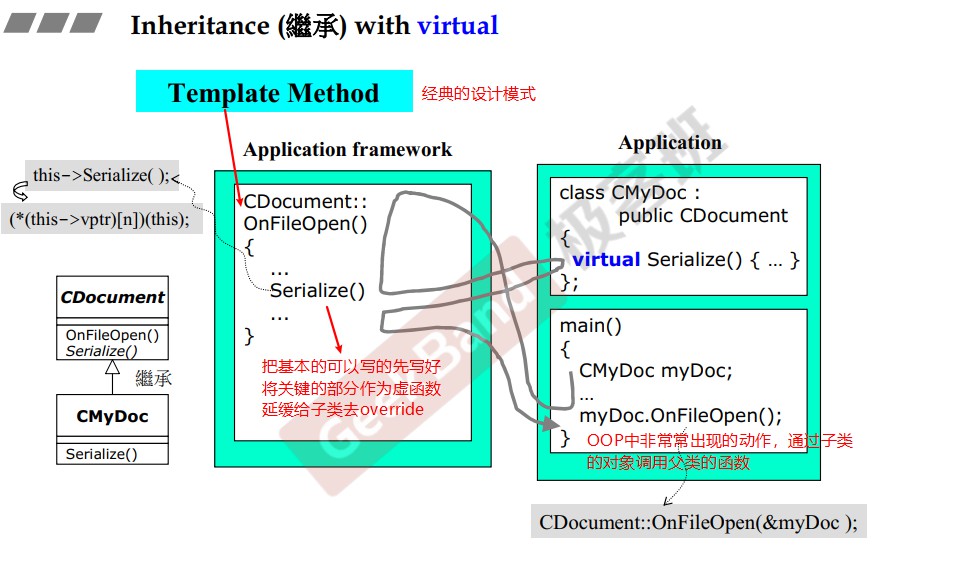 Inheritance (繼承) with virtual
Template Method
经典的设计模式
Application framework
Application
this->Serialize( );
(*(this->vptr)[n])(this);
CDocument::
OnFileOpen()
{
...
Serialize()
...
}
把基本的可以写的先写好
将关键的部分作为虚函数
延缓给子类去override
class CMyDoc :
public CDocument
{
virtual Serialize() { ... }
};
main()
{
CMyDoc myDoc;
...
myDoc.OnFileOpen();
}
OOP中非常常出现的动作，通过子类
的对象调用父类的函数
CDocument::OnFileOpen(&myDoc );
CDocument
OnFileOpen()
Serialize()
繼承
CMyDoc
Serialize()
GeekBand 极客班